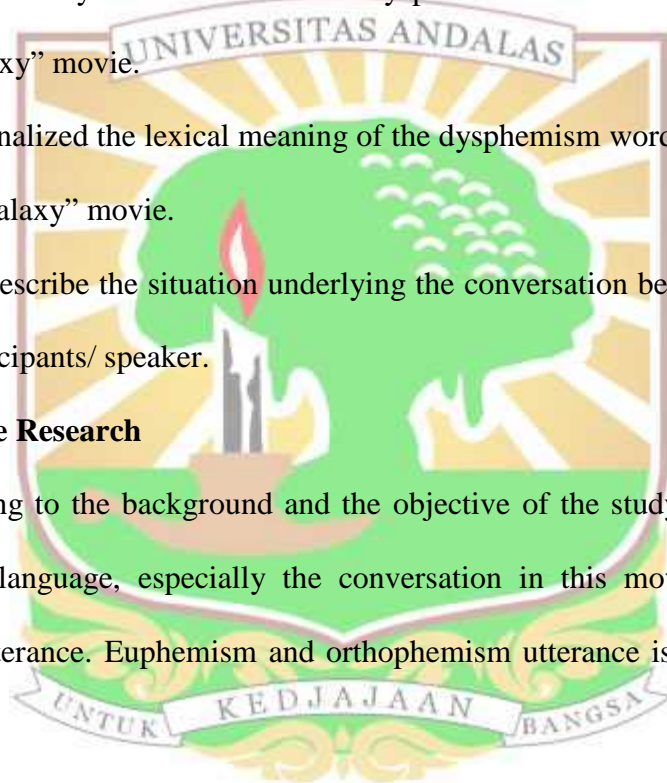 UNIVERSITAS ANDALAS
xy” movie.
nalized the lexical meaning of the dysphemism word
alaxy” movie.
escribe the situation underlying the conversation be
cipants/ speaker.
e Research
ng to the background and the objective of the study
language, especially the conversation in this mov
terance. Euphemism and orthophemism utterance is
UNTUK KEDJAJAAN BANGSA